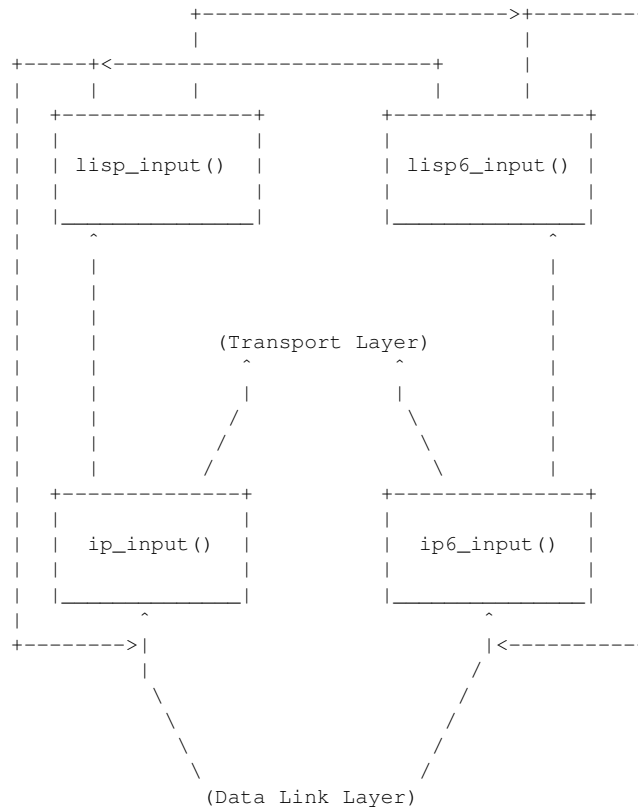 lisp_input() lisp6_input()
(Transport Layer)
ip_input() ip6_input()
(Data Link Layer)